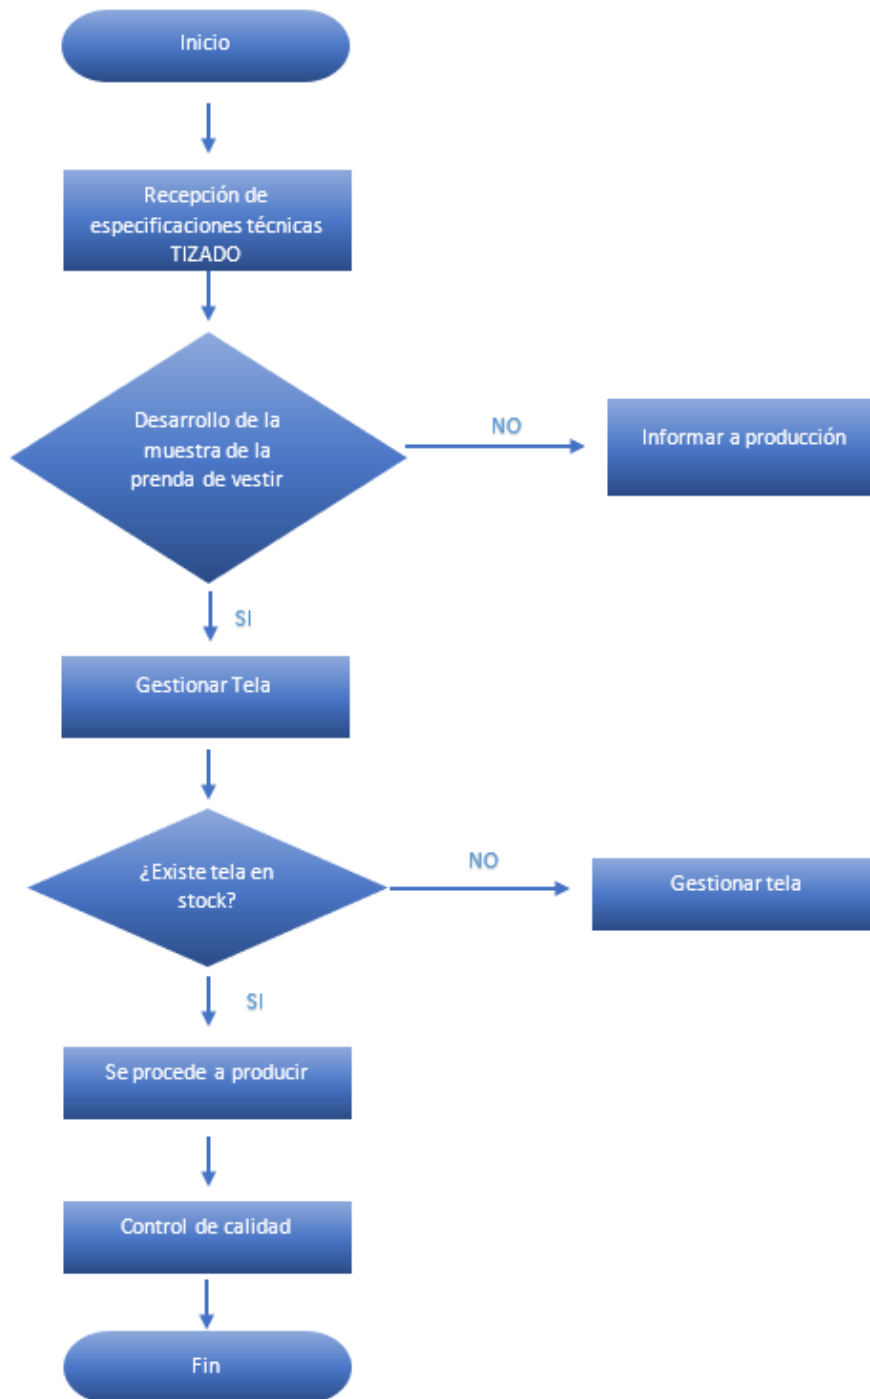 Inicio
Recepción de
especificaciones técnicas
TIZADO
Desarrollo de la
muestra de la
prenda de vestir
NO
Informar a producción
SI
Gestionar Tela
¿Existe tela en
stock?
NO
Gestionar tela
SI
Se procede a producir
Control de calidad
Fin